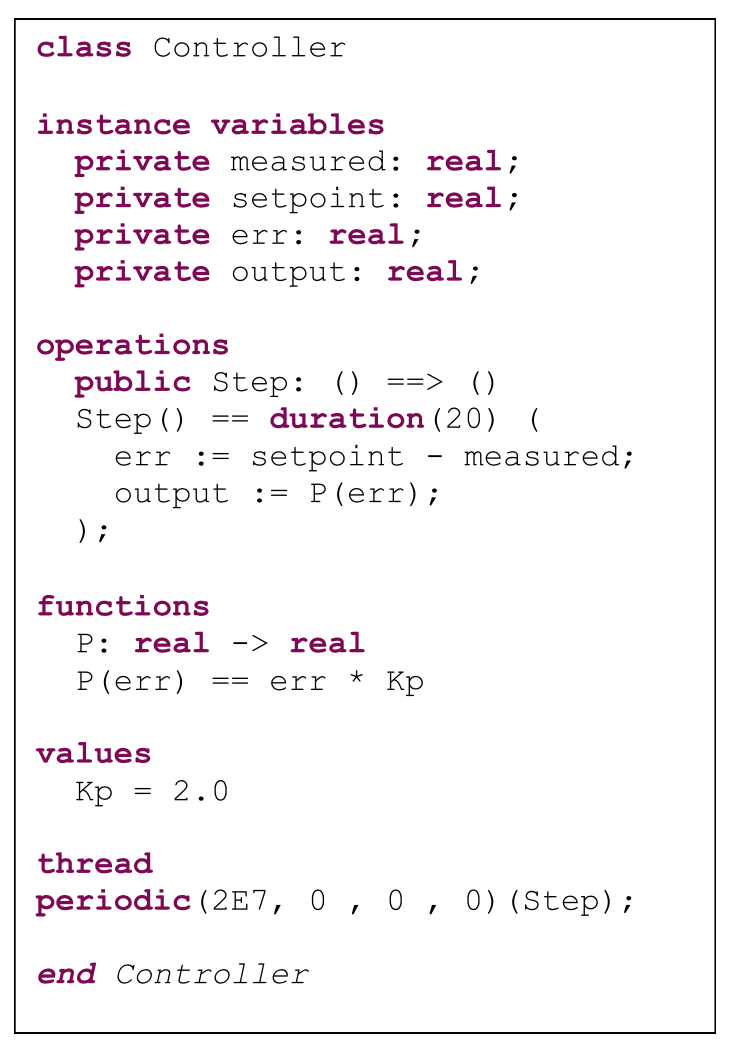 class Controller
instance variables
private measured: real;
private setpoint: real;
private err: real;
private output: real;
operations
public Step: () ==> ()
Step() == duration(20) (
err := setpoint - measured;
output := P(err);
);
functions
P: real -> real
P(err) == err * Kp
values
Kp = 2.0
thread
periodic(2E7, 0 , 0 , 0)(Step);
end Controller